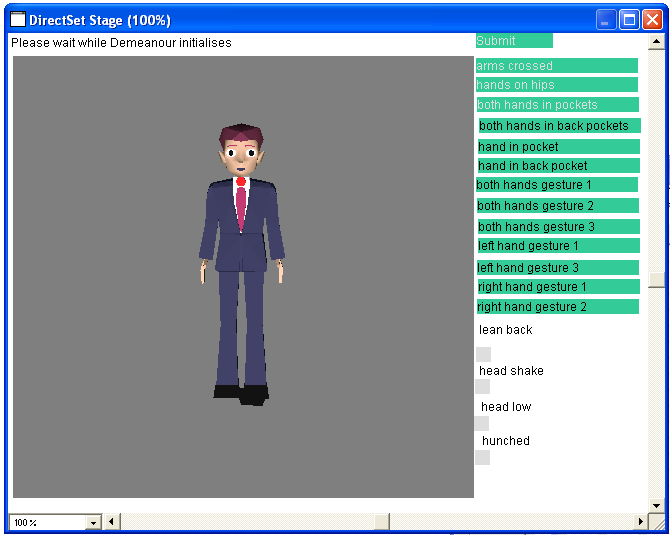 DirectSet Stage (100%)
Please wait while Demeanour initialises
Submit
arms crossed
hands on hips
both hands in pockets
both hands in back pockets
hand in pocket
hand in back pocket
both hands gesture 1
both hands gesture 2
both hands gesture 3
left hand gesture 1
left hand gesture 3
right hand gesture 1
right hand gesture 2
lean back
head shake
head low
hunched
100 %